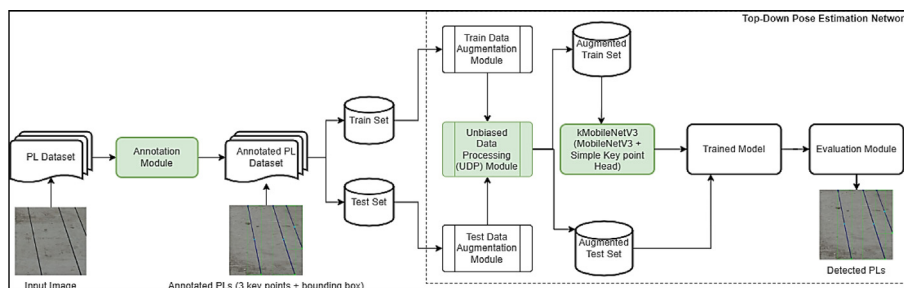 Top-Down Pose Estimation Network
PL Dataset
Annotation
Module
Annotated PL
Dataset
Train Set
Test Set
Train Data
Augmentation
Module
Unbiased
Data
Processing
(UDP) Module
Test Data
Augmentation
Module
Augmented
Train Set
kMobileNetV3
(MobileNetV3 +
Simple Key point
Head)
Augmented
Test Set
Trained Model
Evaluation Module
Input Image
Annotated PLs (3 key points + bounding box)
Detected PLs